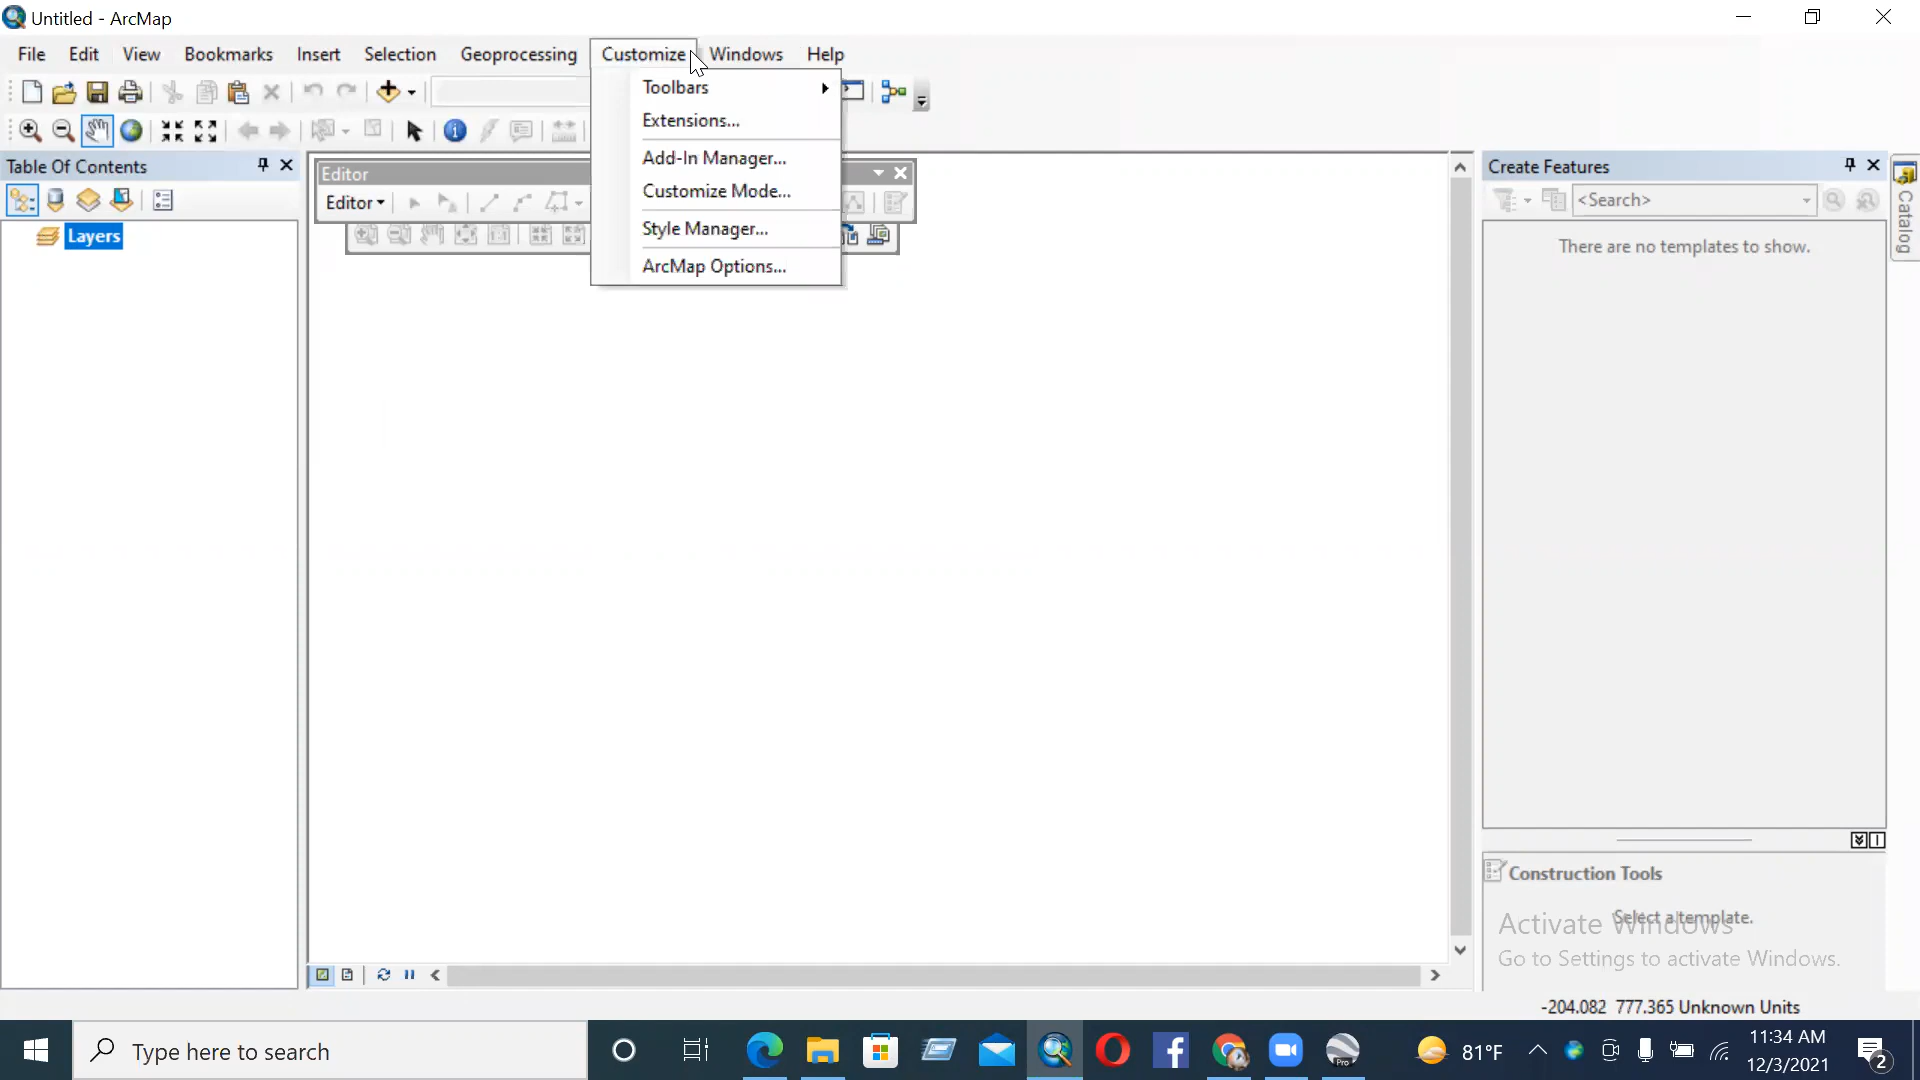 Untitled - ArcMap
File Edit View Bookmarks Insert Selection Geoprocessing Customize Windows Help
Toolbars
Extensions...
Add-In Manager...
Customize Mode...
Style Manager...
ArcMap Options...
Table Of Contents
Layers
Editor
Editor
Create Features
<Search>
There are no templates to show.
Catalog
Construction Tools
Select a template.
Activate Windows
Go to Settings to activate Windows.
-204.082 777.365 Unknown Units
Type here to search
Pro
81°F
11:34 AM
12/3/2021
2